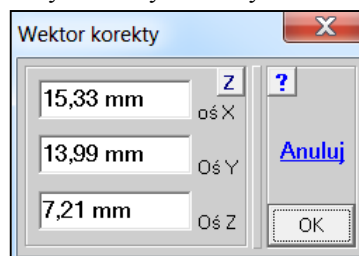 Wektor korekty
X
15,33 mm
Z
oś X
?
13,99 mm
Oś Y
Anuluj
7,21 mm
Oś Z
OK